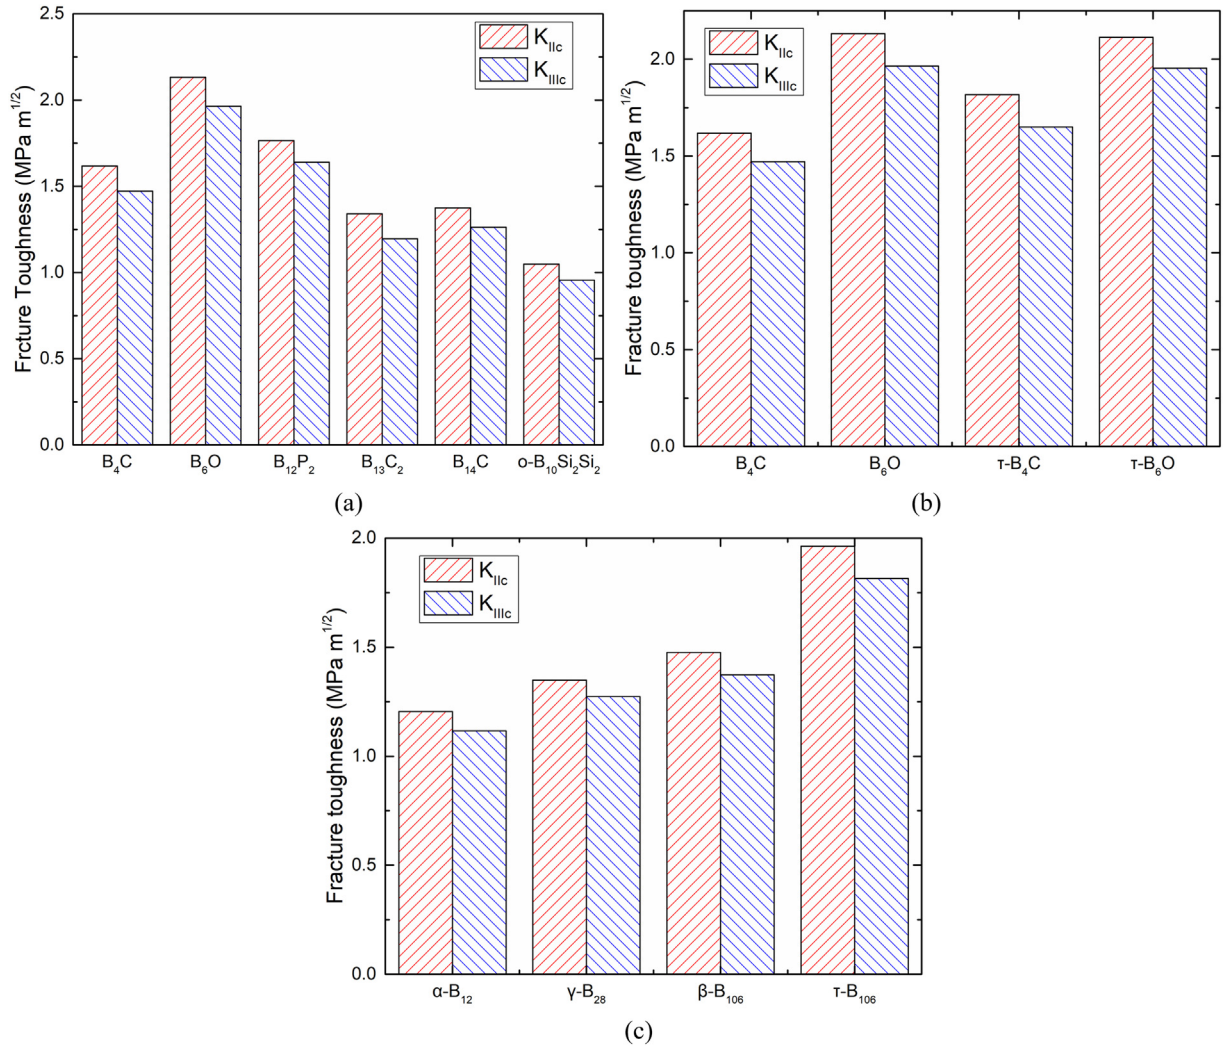 Frcture Toughness (MPa m^1/2)
2.5
2.0
1.5
1.0
0.5
0.0
K_IIc
K_IIIc
B4C B6O B12P2 B13C2 B14C o-B10Si2Si2
(a)
Fracture toughness (MPa m^1/2)
2.0
1.5
1.0
0.5
0.0
K_IIc
K_IIIc
B4C B6O τ-B4C τ-B6O
(b)
Fracture toughness (MPa m^1/2)
2.0
1.5
1.0
0.5
0.0
K_IIc
K_IIIc
α-B12 γ-B28 β-B106 τ-B106
(c)